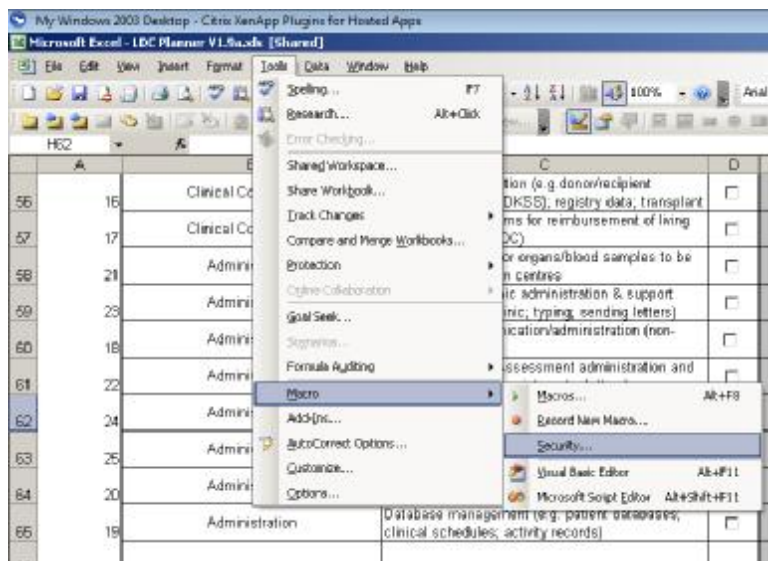 My Windows 2003 Desktop - Citrix XenApp Plugins for Hosted Apps
Microsoft Excel - LDC Planner V1.9a.xls [Shared]
File Edit View Insert Format Tools Data Window Help
100% Arial
H62 fx
A C D
Spelling... F7
Research... Alt+Click
Error Checking...
Shared Workspace...
Share Workbook...
Track Changes
Compare and Merge Workbooks...
Protection
Online Collaboration
Goal Seek...
Scenarios...
Formula Auditing
Macro
Add-Ins...
AutoCorrect Options...
Customize...
Options...
Macros... Alt+F8
Record New Macro...
Security...
Visual Basic Editor Alt+F11
Microsoft Script Editor Alt+Shift+F11
56 16 Clinical Co tion (e.g.donor/recipient
DKSS); registry data; transplant
57 17 Clinical Co ms for reimbursement of living
DC)
58 21 Admini or organs/blood samples to be
n centres
59 23 Admini ic administration & support
inic; typing, sending letters)
60 18 Admini ication/administration (non-
61 22 Admini ssessment administration and
62 24 Admini
63 25 Admini
64 20 Admini
65 19 Administration Database management (e.g. patient databases;
clinical schedules; activity records)